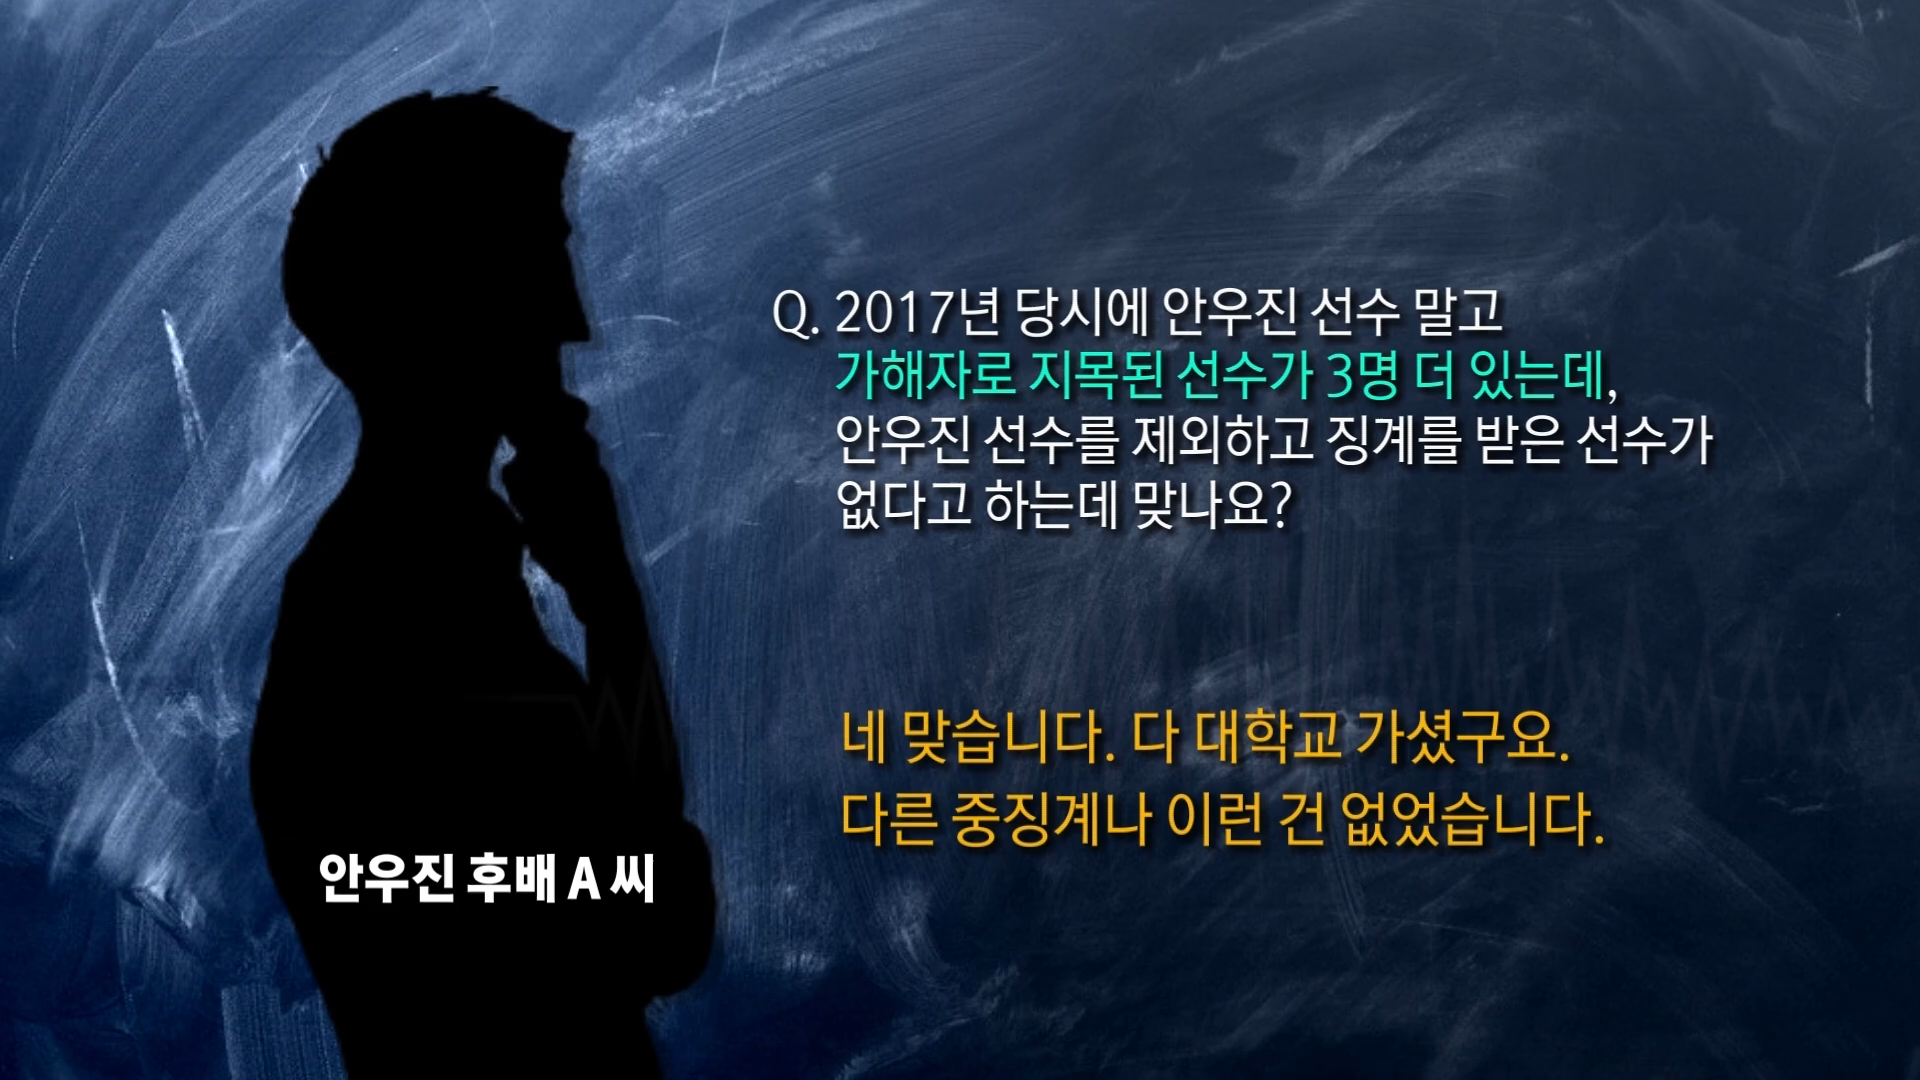 Q. 2017년 당시에 안우진 선수 말고
가해자로 지목된 선수가 3명 더 있는데,
안우진 선수를 제외하고 징계를 받은 선수가
없다고 하는데 맞나요?
네 맞습니다. 다 대학교 가셨구요.
다른 중징계나 이런 건 없었습니다.
안우진 후배 A 씨